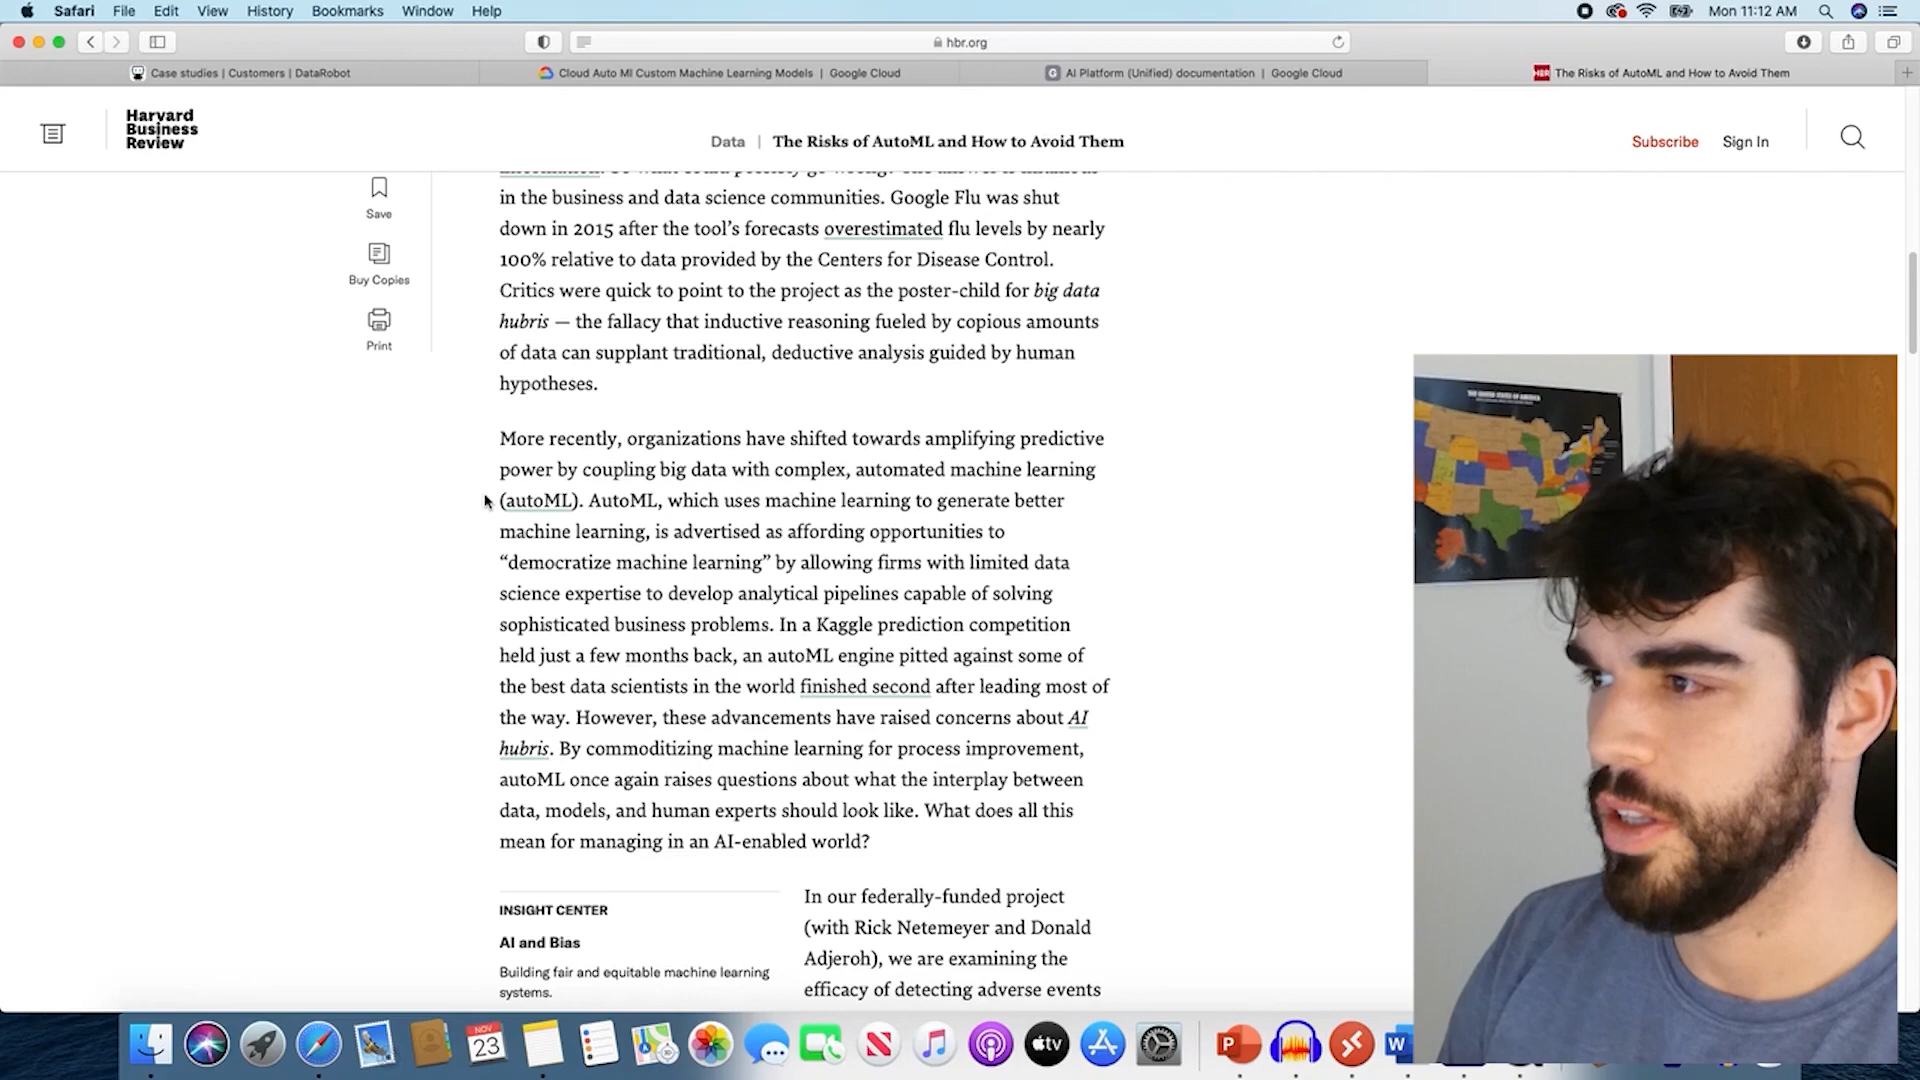 Safari File Edit View History Bookmarks Window Help Mon 11:12 AM
hbr.org
Case studies | Customers | DataRobot
Cloud Auto Ml Custom Machine Learning Models | Google Cloud
AI Platform (Unified) documentation | Google Cloud
HBR The Risks of AutoML and How to Avoid Them
Harvard
Business
Review
Data | The Risks of AutoML and How to Avoid Them
Subscribe Sign In
Save
Buy Copies
Print
in the business and data science communities. Google Flu was shut
down in 2015 after the tool’s forecasts overestimated flu levels by nearly
100% relative to data provided by the Centers for Disease Control.
Critics were quick to point to the project as the poster-child for big data
hubris — the fallacy that inductive reasoning fueled by copious amounts
of data can supplant traditional, deductive analysis guided by human
hypotheses.
More recently, organizations have shifted towards amplifying predictive
power by coupling big data with complex, automated machine learning
(autoML). AutoML, which uses machine learning to generate better
machine learning, is advertised as affording opportunities to
“democratize machine learning” by allowing firms with limited data
science expertise to develop analytical pipelines capable of solving
sophisticated business problems. In a Kaggle prediction competition
held just a few months back, an autoML engine pitted against some of
the best data scientists in the world finished second after leading most of
the way. However, these advancements have raised concerns about AI
hubris. By commoditizing machine learning for process improvement,
autoML once again raises questions about what the interplay between
data, models, and human experts should look like. What does all this
mean for managing in an AI-enabled world?
INSIGHT CENTER
AI and Bias
Building fair and equitable machine learning
systems.
In our federally-funded project
(with Rick Netemeyer and Donald
Adjeroh), we are examining the
efficacy of detecting adverse events
THE UNITED STATES OF AMERICA
NOV
23
tv
P
W